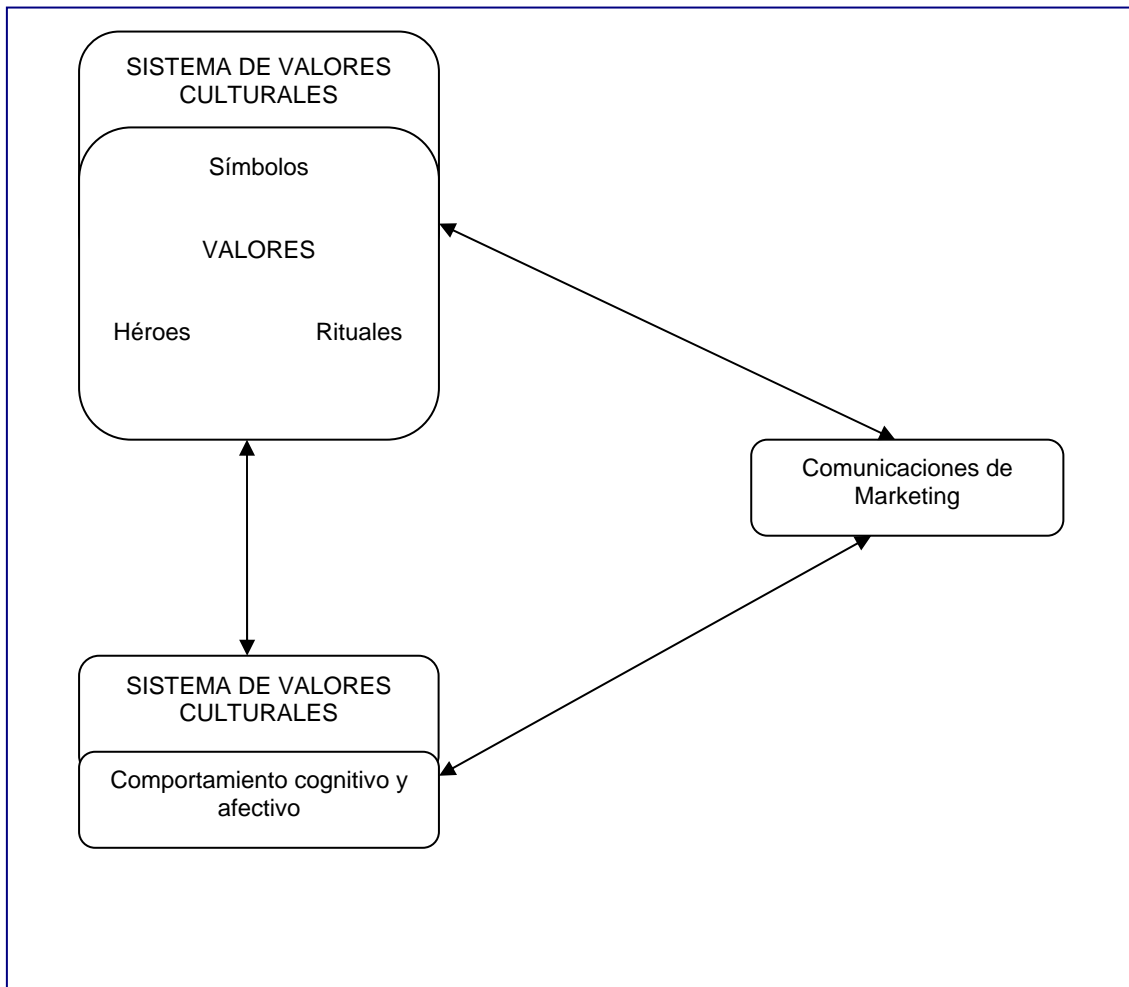 SISTEMA DE VALORES
CULTURALES
Símbolos
VALORES
Héroes Rituales
Comunicaciones de
Marketing
SISTEMA DE VALORES
CULTURALES
Comportamiento cognitivo y
afectivo